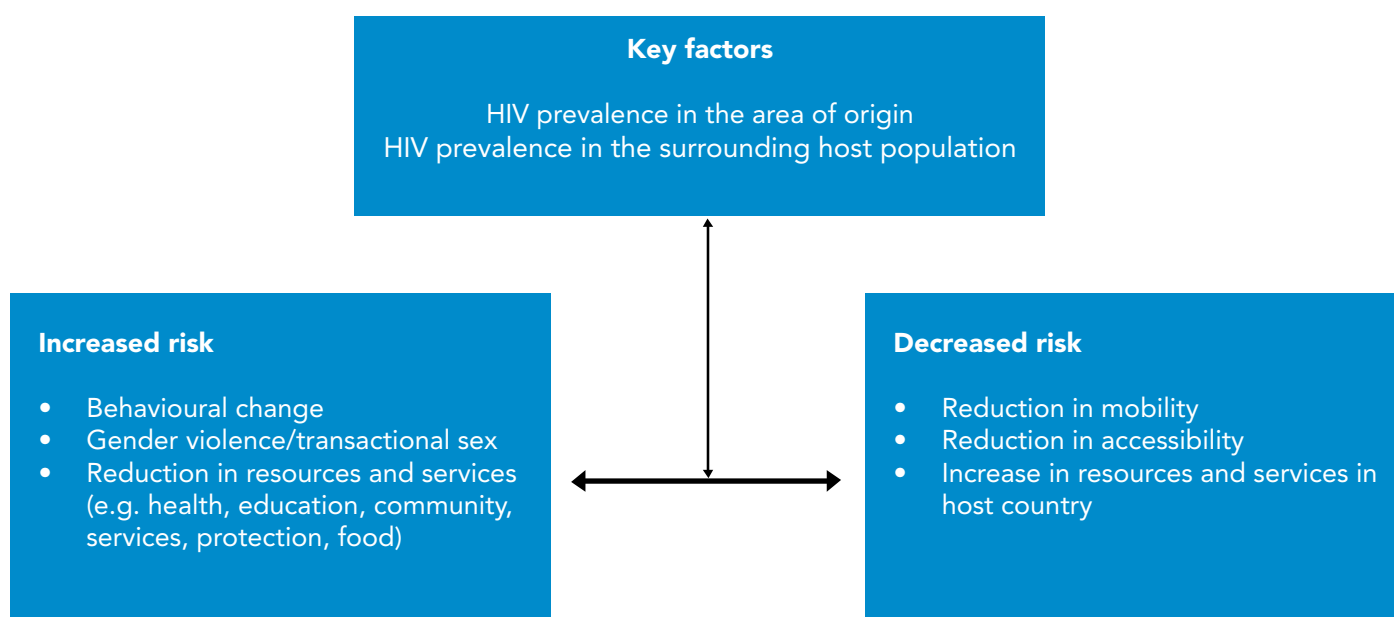 Key factors
HIV prevalence in the area of origin
HIV prevalence in the surrounding host population
Increased risk
• Behavioural change
• Gender violence/transactional sex
• Reduction in resources and services
(e.g. health, education, community,
services, protection, food)
Decreased risk
• Reduction in mobility
• Reduction in accessibility
• Increase in resources and services in
host country